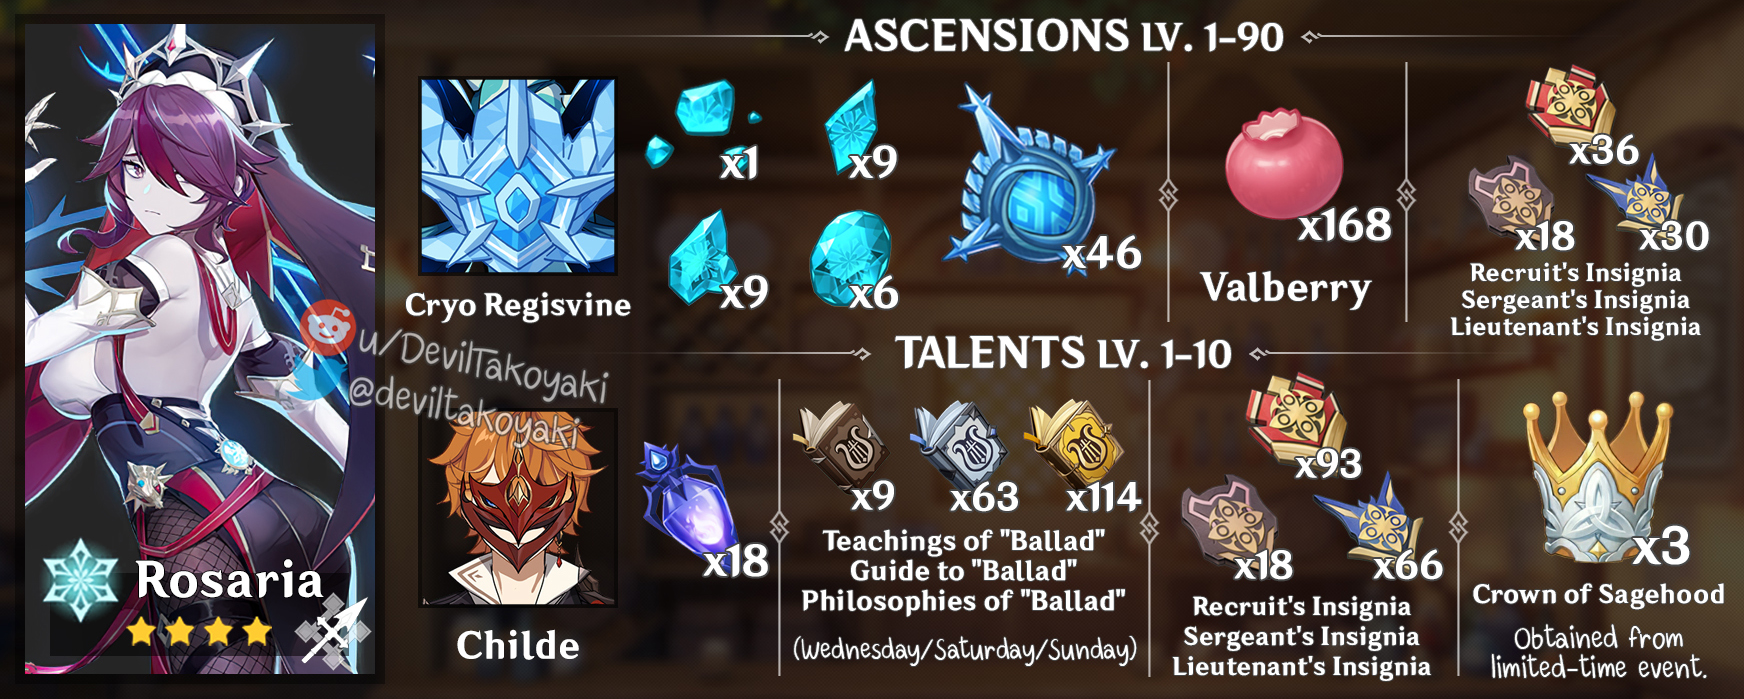 ASCENSIONS LV. 1-90
x1
x9
x9
x6
x46
x168
x36
x18
x30
Cryo Regisvine
Valberry
Recruit's Insignia
Sergeant's Insignia
Lieutenant's Insignia
u/DevilTakoyaki
@deviltakoyaki
TALENTS LV. 1-10
x18
x9
x63
x114
x93
x18
x66
x3
Rosaria
Childe
Teachings of "Ballad"
Guide to "Ballad"
Philosophies of "Ballad"
(Wednesday/Saturday/Sunday)
Recruit's Insignia
Sergeant's Insignia
Lieutenant's Insignia
Crown of Sagehood
Obtained from
limited-time event.